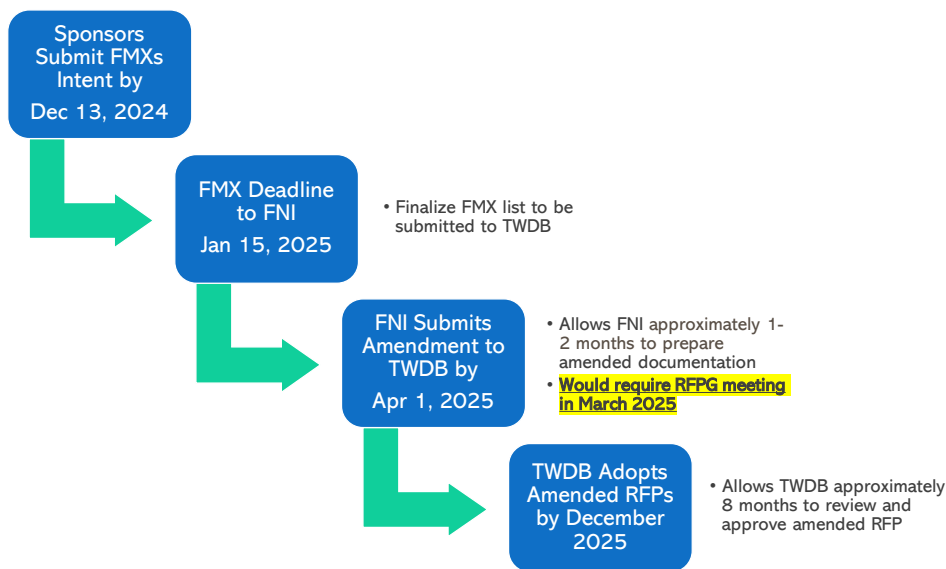 Sponsors
Submit FMXs
Intent by
Dec 13, 2024
FMX Deadline
to FNI
Jan 15, 2025
• Finalize FMX list to be
submitted to TWDB
FNI Submits
Amendment to
TWDB by
Apr 1, 2025
• Allows FNI approximately 1-
2 months to prepare
amended documentation
• Would require RFPG meeting
in March 2025
TWDB Adopts
Amended RFPs
by December
2025
• Allows TWDB approximately
8 months to review and
approve amended RFP